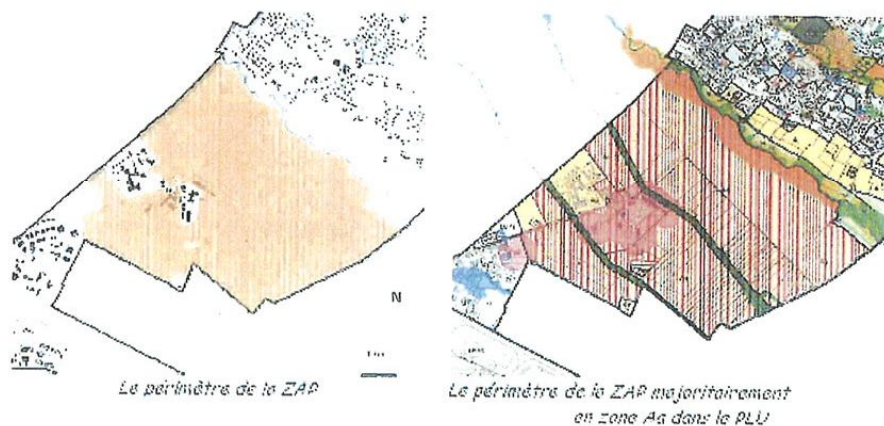 N
Le périmètre de la ZAP
Le périmètre de la ZAP majoritairement
en zone Aa dans le PLU